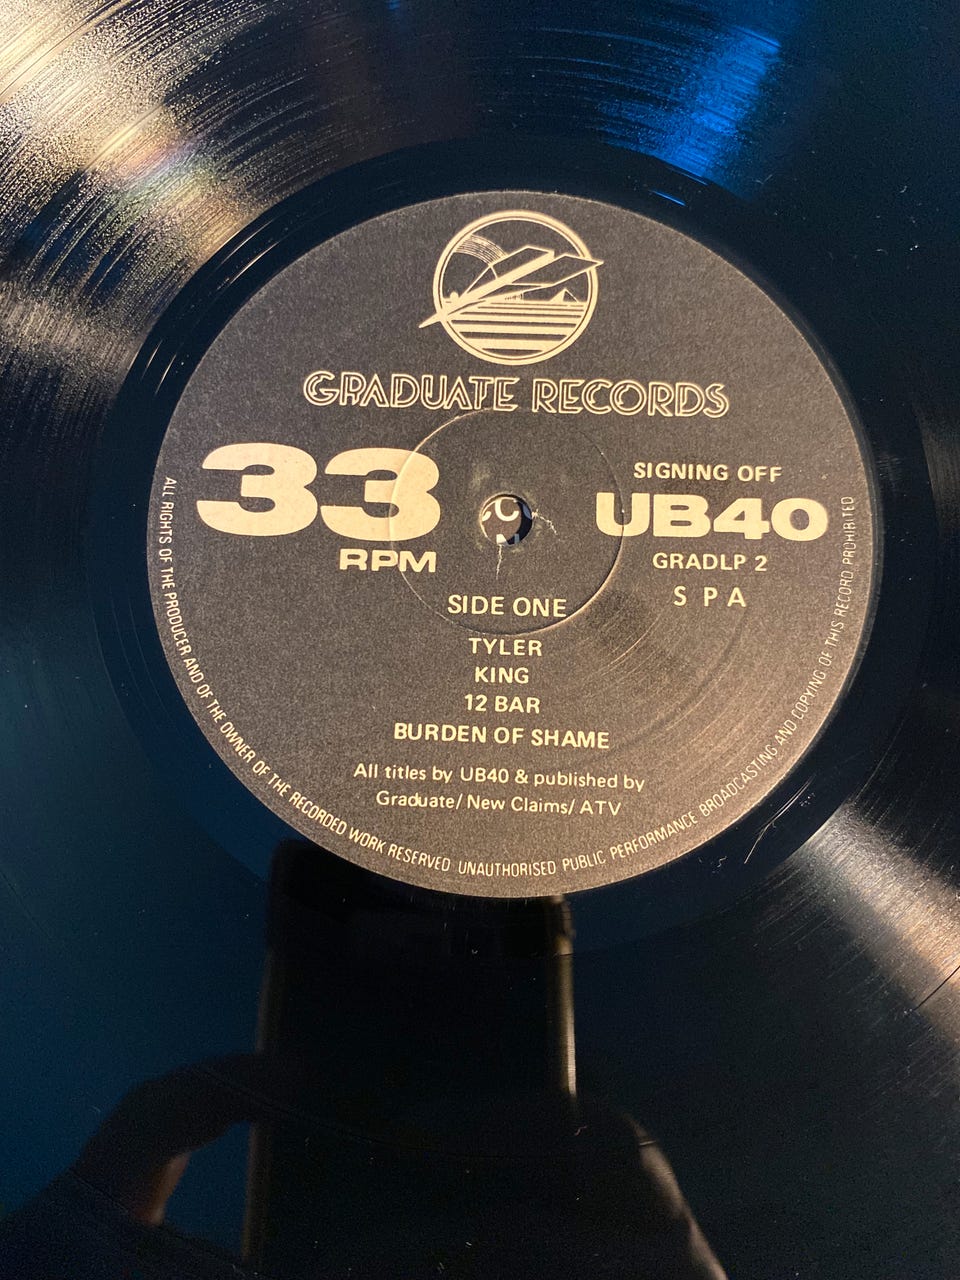 GRADUATE RECORDS
33
RPM
SIGNING OFF
UB40
GRADLP 2
S P A
SIDE ONE
TYLER
KING
12 BAR
BURDEN OF SHAME
All titles by UB40 & published by
Graduate/ New Claims/ ATV
ALL RIGHTS OF THE PRODUCER AND OF THE OWNER OF THE RECORDED WORK RESERVED UNAUTHORISED PUBLIC PERFORMANCE BROADCASTING AND COPYING OF THIS RECORD PROHIBITED